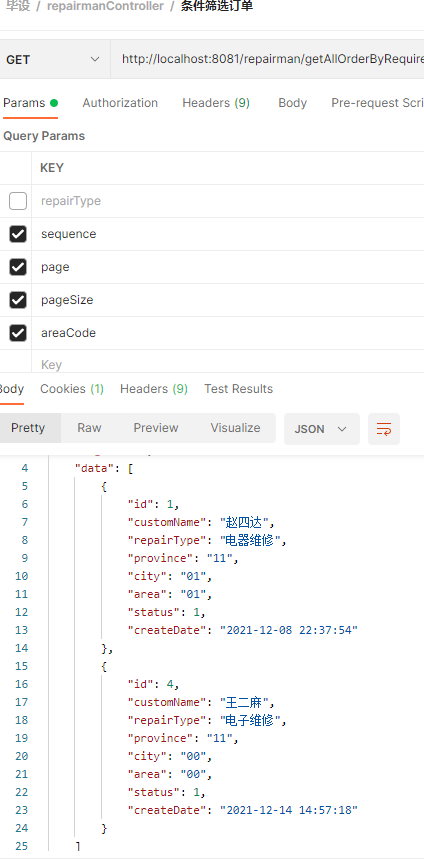 毕设 / repairmanController / 条件筛选订单
GET http://localhost:8081/repairman/getAllOrderByRequire
Params Authorization Headers (9) Body Pre-request Scri
Query Params
KEY
repairType
sequence
page
pageSize
areaCode
Key
Body Cookies (1) Headers (9) Test Results
Pretty Raw Preview Visualize JSON
4 "data": [
5 {
6 "id": 1,
7 "customName": "赵四达",
8 "repairType": "电器维修",
9 "province": "11",
10 "city": "01",
11 "area": "01",
12 "status": 1,
13 "createDate": "2021-12-08 22:37:54"
14 },
15 {
16 "id": 4,
17 "customName": "王二麻",
18 "repairType": "电子维修",
19 "province": "11",
20 "city": "00",
21 "area": "00",
22 "status": 1,
23 "createDate": "2021-12-14 14:57:18"
24 }
25 ]